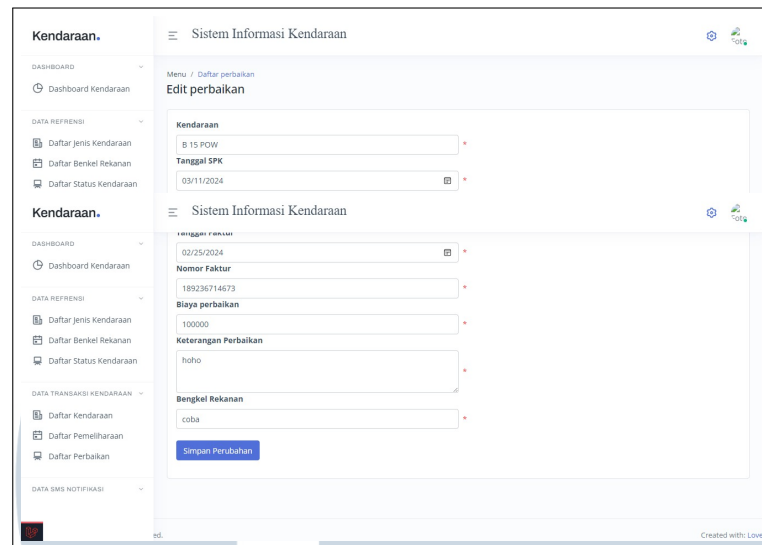 Kendaraan.
Sistem Informasi Kendaraan
Foto
DASHBOARD
Dashboard Kendaraan
DATA REFRENSI
Daftar Jenis Kendaraan
Daftar Benkel Rekanan
Daftar Status Kendaraan
Menu / Daftar perbaikan
Edit perbaikan
Kendaraan
B 15 POW *
Tanggal SPK
03/11/2024 *
Kendaraan.
Sistem Informasi Kendaraan
Foto
DASHBOARD
Dashboard Kendaraan
DATA REFRENSI
Daftar Jenis Kendaraan
Daftar Benkel Rekanan
Daftar Status Kendaraan
DATA TRANSAKSI KENDARAAN
Daftar Kendaraan
Daftar Pemeliharaan
Daftar Perbaikan
DATA SMS NOTIFIKASI
Tanggal Faktur
02/25/2024 *
Nomor Faktur
189236714673 *
Biaya perbaikan
100000 *
Keterangan Perbaikan
hoho *
Bengkel Rekanan
coba *
Simpan Perubahan
ed.
Created with: Love